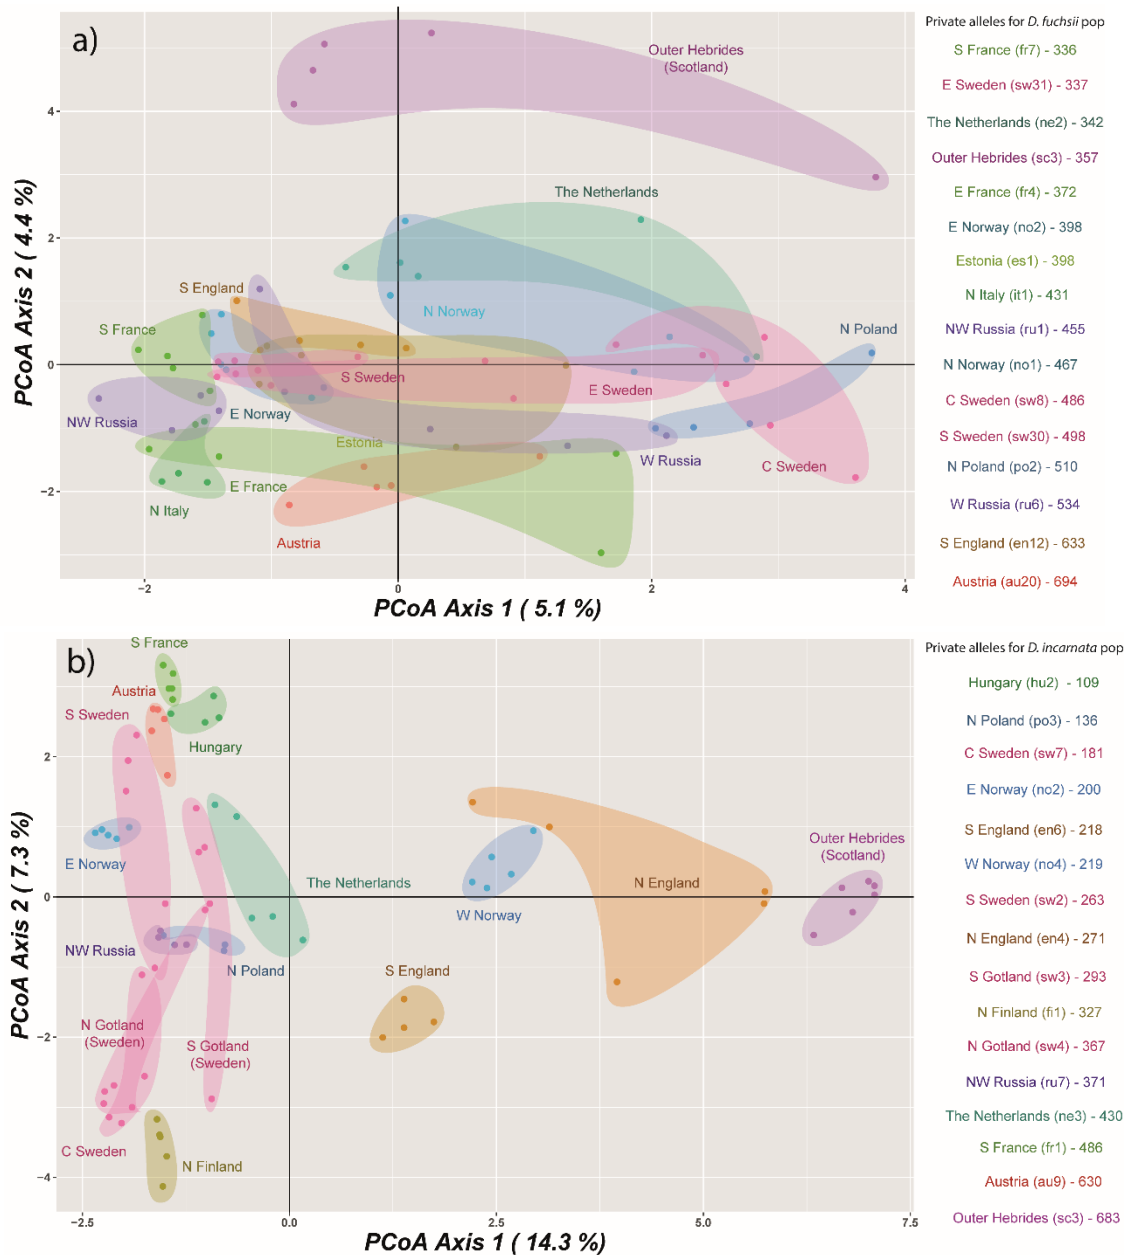 a)
Outer Hebrides
(Scotland)
The Netherlands
S England
N Norway
S France
N Poland
S Sweden
E Sweden
NW Russia
E Norway
Estonia
W Russia
C Sweden
E France
N Italy
Austria
4
2
0
−2
PCoA Axis 2 ( 4.4 %)
−2
0
2
4
PCoA Axis 1 ( 5.1 %)
Private alleles for D. fuchsii pop
S France (fr7) - 336
E Sweden (sw31) - 337
The Netherlands (ne2) - 342
Outer Hebrides (sc3) - 357
E France (fr4) - 372
E Norway (no2) - 398
Estonia (es1) - 398
N Italy (it1) - 431
NW Russia (ru1) - 455
N Norway (no1) - 467
C Sweden (sw8) - 486
S Sweden (sw30) - 498
N Poland (po2) - 510
W Russia (ru6) - 534
S England (en12) - 633
Austria (au20) - 694
b)
S France
Austria
S Sweden
Hungary
E Norway
The Netherlands
W Norway
N England
Outer Hebrides
(Scotland)
NW Russia
N Poland
S England
N Gotland
(Sweden)
S Gotland
(Sweden)
C Sweden
N Finland
2
0
−2
−4
PCoA Axis 2 ( 7.3 %)
−2.5
0.0
2.5
5.0
7.5
PCoA Axis 1 ( 14.3 %)
Private alleles for D. incarnata pop
Hungary (hu2) - 109
N Poland (po3) - 136
C Sweden (sw7) - 181
E Norway (no2) - 200
S England (en6) - 218
W Norway (no4) - 219
S Sweden (sw2) - 263
N England (en4) - 271
S Gotland (sw3) - 293
N Finland (fi1) - 327
N Gotland (sw4) - 367
NW Russia (ru7) - 371
The Netherlands (ne3) - 430
S France (fr1) - 486
Austria (au9) - 630
Outer Hebrides (sc3) - 683